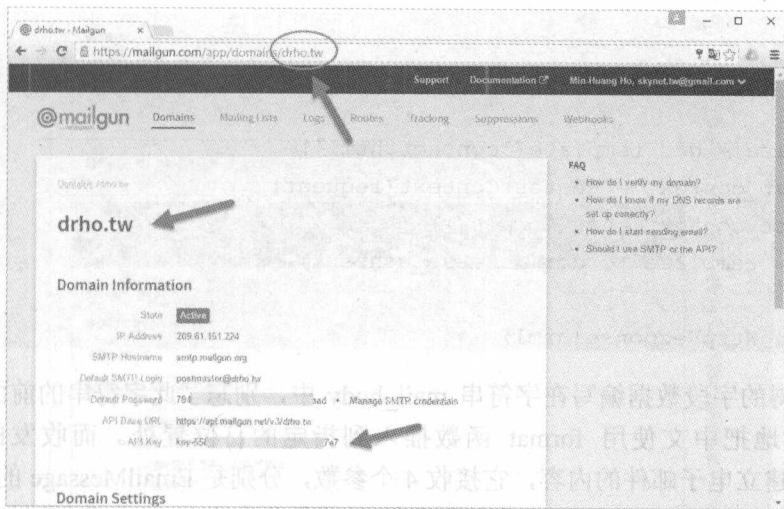 drho.tw - Mailgun
https://mailgun.com/app/domains/drho.tw
Support Documentation Min-Huang Ho, skynet.tw@gmail.com
@mailgun Domains Mailing Lists Logs Routes Tracking Suppressions Webhooks
Domains /drho.tw
drho.tw
FAQ
• How do I verify my domain?
• How do I know if my DNS records are
set up correctly?
• How do I start sending email?
• Should I use SMTP or the API?
Domain Information
State Active
IP Address 209.61.151.224
SMTP Hostname smtp.mailgun.org
Default SMTP Login postmaster@drho.tw
Default Password Manage SMTP credentials
API Base URL https://api.mailgun.net/v3/drho.tw
API Key 7e7
Domain Settings